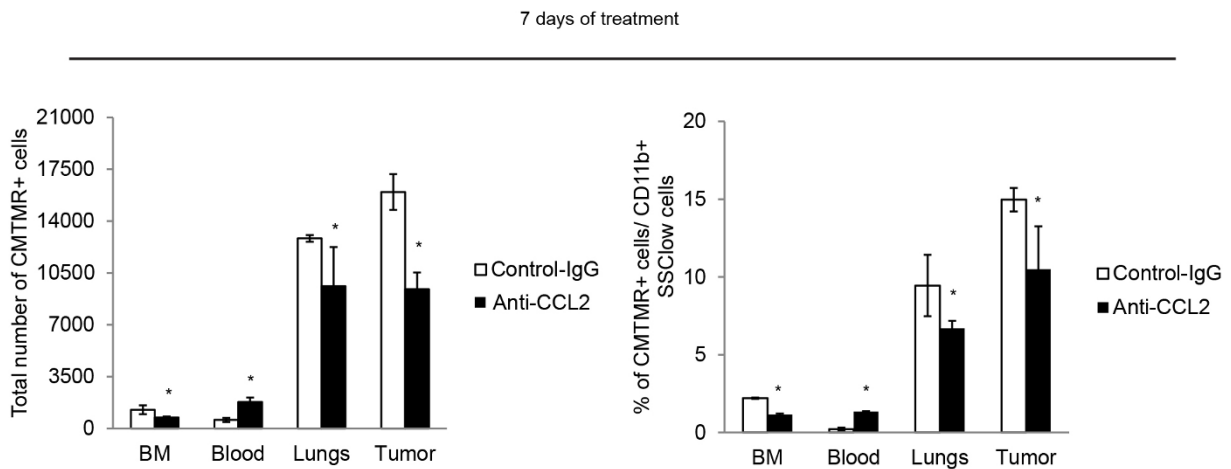 7 days of treatment
Total number of CMTMR+ cells
21000
17500
14000
10500
7000
3500
0
*
*
*
*
BM
Blood
Lungs
Tumor
Control-IgG
Anti-CCL2
% of CMTMR+ cells/ CD11b+
SSClow cells
20
15
10
5
0
*
*
*
*
BM
Blood
Lungs
Tumor
Control-IgG
Anti-CCL2